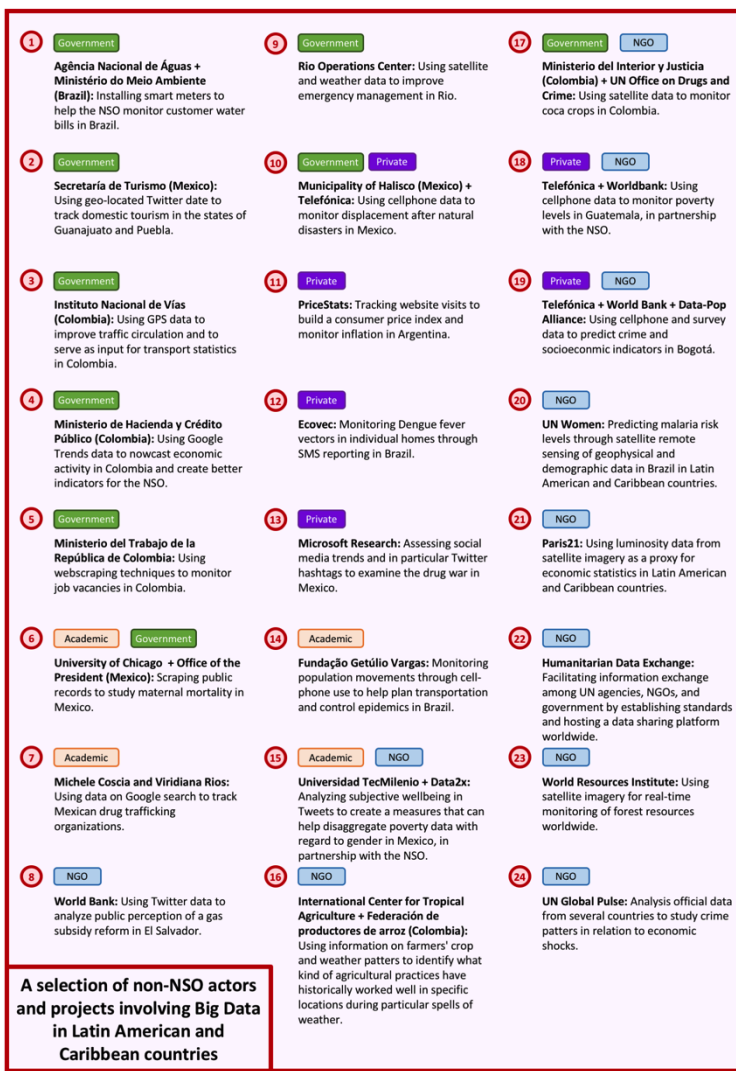 1
Government
Agência Nacional de Águas +
Ministério do Meio Ambiente
(Brazil): Installing smart meters to
help the NSO monitor customer water
bills in Brazil.
2
Government
Secretaría de Turismo (Mexico):
Using geo-located Twitter date to
track domestic tourism in the states of
Guanajuato and Puebla.
3
Government
Instituto Nacional de Vías
(Colombia): Using GPS data to
improve traffic circulation and to
serve as input for transport statistics
in Colombia.
4
Government
Ministerio de Hacienda y Crédito
Público (Colombia): Using Google
Trends data to nowcast economic
activity in Colombia and create better
indicators for the NSO.
5
Government
Ministerio del Trabajo de la
República de Colombia: Using
webscraping techniques to monitor
job vacancies in Colombia.
6
Academic Government
University of Chicago + Office of the
President (Mexico): Scraping public
records to study maternal mortality in
Mexico.
7
Academic
Michele Coscia and Viridiana Rios:
Using data on Google search to track
Mexican drug trafficking
organizations.
8
NGO
World Bank: Using Twitter data to
analyze public perception of a gas
subsidy reform in El Salvador.
9
Government
Rio Operations Center: Using satellite
and weather data to improve
emergency management in Rio.
10
Government Private
Municipality of Halisco (Mexico) +
Telefónica: Using cellphone data to
monitor displacement after natural
disasters in Mexico.
11
Private
PriceStats: Tracking website visits to
build a consumer price index and
monitor inflation in Argentina.
12
Private
Ecovec: Monitoring Dengue fever
vectors in individual homes through
SMS reporting in Brazil.
13
Private
Microsoft Research: Assessing social
media trends and in particular Twitter
hashtags to examine the drug war in
Mexico.
14
Academic
Fundação Getúlio Vargas: Monitoring
population movements through cell-
phone use to help plan transportation
and control epidemics in Brazil.
15
Academic NGO
Universidad TecMilenio + Data2x:
Analyzing subjective wellbeing in
Tweets to create a measures that can
help disaggregate poverty data with
regard to gender in Mexico, in
partnership with the NSO.
16
NGO
International Center for Tropical
Agriculture + Federación de
productores de arroz (Colombia):
Using information on farmers' crop
and weather patters to identify what
kind of agricultural practices have
historically worked well in specific
locations during particular spells of
weather.
17
Government NGO
Ministerio del Interior y Justicia
(Colombia) + UN Office on Drugs and
Crime: Using satellite data to monitor
coca crops in Colombia.
18
Private NGO
Telefónica + Worldbank: Using
cellphone data to monitor poverty
levels in Guatemala, in partnership
with the NSO.
19
Private NGO
Telefónica + World Bank + Data-Pop
Alliance: Using cellphone and survey
data to predict crime and
socioeconmic indicators in Bogotá.
20
NGO
UN Women: Predicting malaria risk
levels through satellite remote
sensing of geophysical and
demographic data in Brazil in Latin
American and Caribbean countries.
21
NGO
Paris21: Using luminosity data from
satellite imagery as a proxy for
economic statistics in Latin American
and Caribbean countries.
22
NGO
Humanitarian Data Exchange:
Facilitating information exchange
among UN agencies, NGOs, and
government by establishing standards
and hosting a data sharing platform
worldwide.
23
NGO
World Resources Institute: Using
satellite imagery for real-time
monitoring of forest resources
worldwide.
24
NGO
UN Global Pulse: Analysis official data
from several countries to study crime
patters in relation to economic
shocks.
A selection of non-NSO actors
and projects involving Big Data
in Latin American and
Caribbean countries